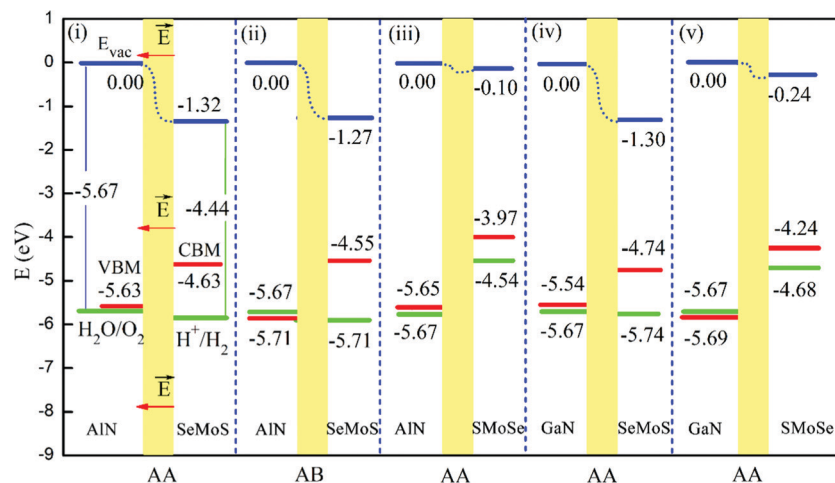 1
0
-1
-2
-3
-4
-5
-6
-7
-8
-9
E (eV)
(i)
E
E_vac
0.00
-1.32
-5.67
-4.44
E
VBM
CBM
-5.63
-4.63
H₂O/O₂
H⁺/H₂
E
AlN
SeMoS
AA
(ii)
0.00
-1.27
-4.55
-5.67
-5.71
-5.71
AlN
SeMoS
AB
(iii)
0.00
-0.10
-3.97
-4.54
-5.65
-5.67
AlN
SMoSe
AA
(iv)
0.00
-1.30
-4.74
-5.54
-5.67
-5.74
GaN
SeMoS
AA
(v)
0.00
-0.24
-4.24
-4.68
-5.67
-5.69
GaN
SMoSe
AA